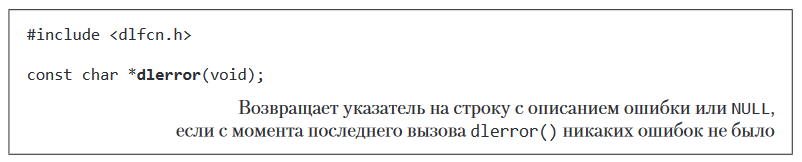 #include <dlfcn.h>
const char *dlerror(void);
Возвращает указатель на строку с описанием ошибки или NULL,
если с момента последнего вызова dlerror() никаких ошибок не было